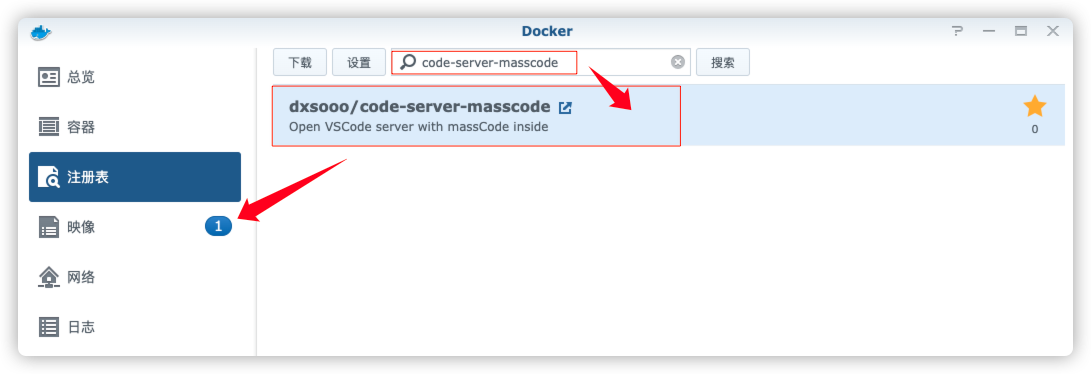 Docker
总览
容器
注册表
映像
1
网络
日志
下载
设置
code-server-masscode
搜索
dxsooo/code-server-masscode
Open VSCode server with massCode inside
0